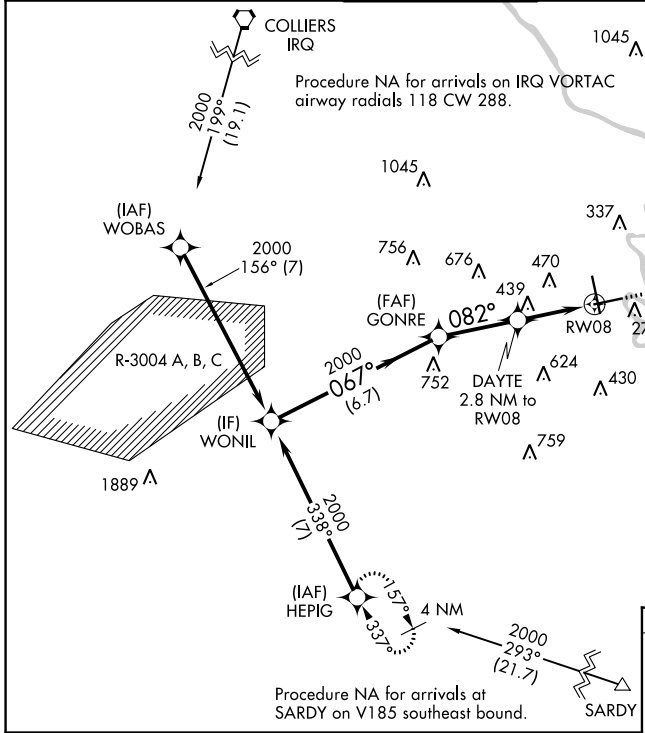 COLLIERS
IRQ
1045
Procedure NA for arrivals on IRQ VORTAC
airway radials 118 CW 288.
2000
199°
(19.1)
1045
(IAF)
WOBAS
337
2000
156° (7)
756
676
470
(FAF)
GONRE
439
082°
RW08
27
R-3004 A, B, C
2000
067°
(6.7)
752
DAYTE
2.8 NM to
RW08
624
430
(IF)
WONIL
759
1889
2000
338°
(7)
(IAF)
HEPIG
157°
337°
4 NM
2000
293°
(21.7)
SARDY
Procedure NA for arrivals at
SARDY on V185 southeast bound.